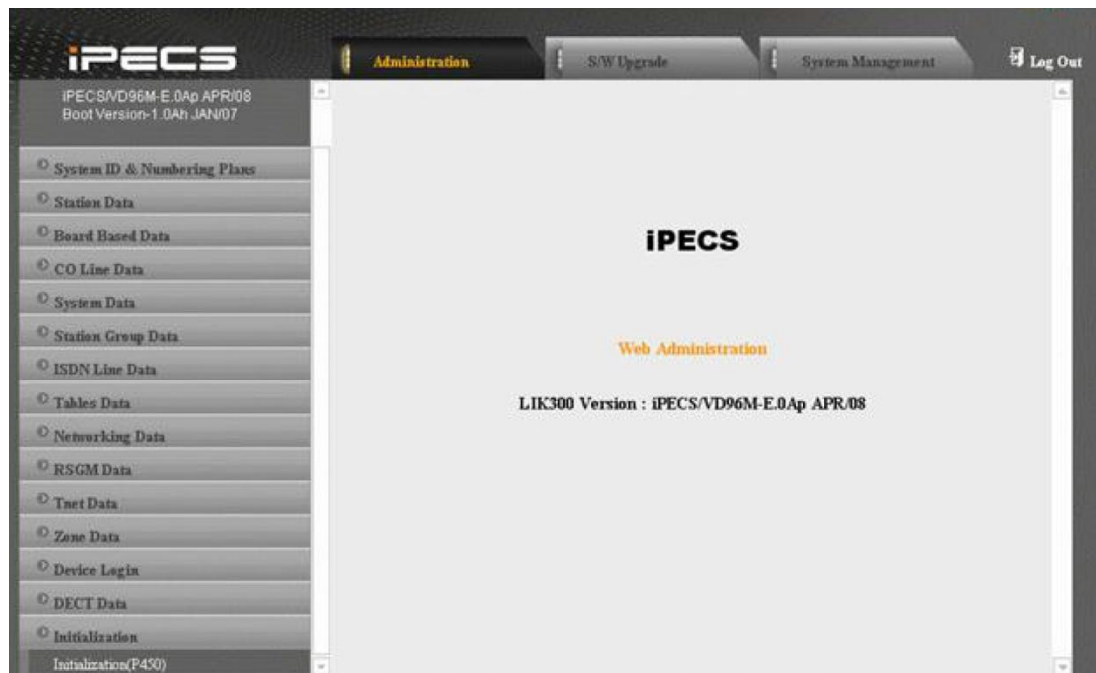 iPECS
Administration
S/W Upgrade
System Management
Log Out
iPECS/VD96M-E.0Ap APR/08
Boot Version-1.0Ah JAN/07
System ID & Numbering Plans
Station Data
Board Based Data
CO Line Data
System Data
Station Group Data
ISDN Line Data
Tables Data
Networking Data
RSGM Data
Tnet Data
Zone Data
Device Login
DECT Data
Initialization
Initialization(P450)
iPECS
Web Administration
LIK300 Version : iPECS/VD96M-E.0Ap APR/08